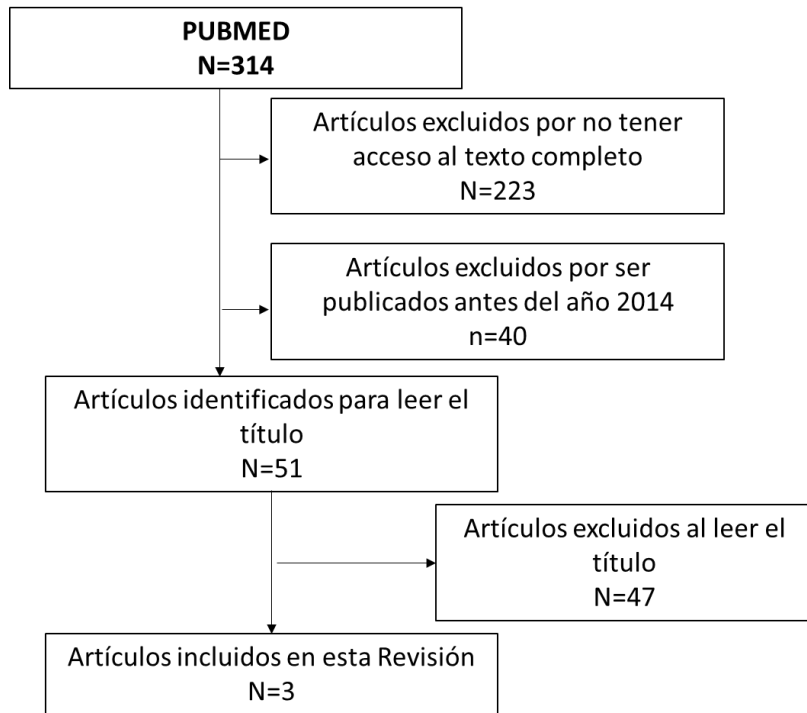 PUBMED
N=314
Artículos excluidos por no tener
acceso al texto completo
N=223
Artículos excluidos por ser
publicados antes del año 2014
n=40
Artículos identificados para leer el
título
N=51
Artículos excluidos al leer el
título
N=47
Artículos incluidos en esta Revisión
N=3